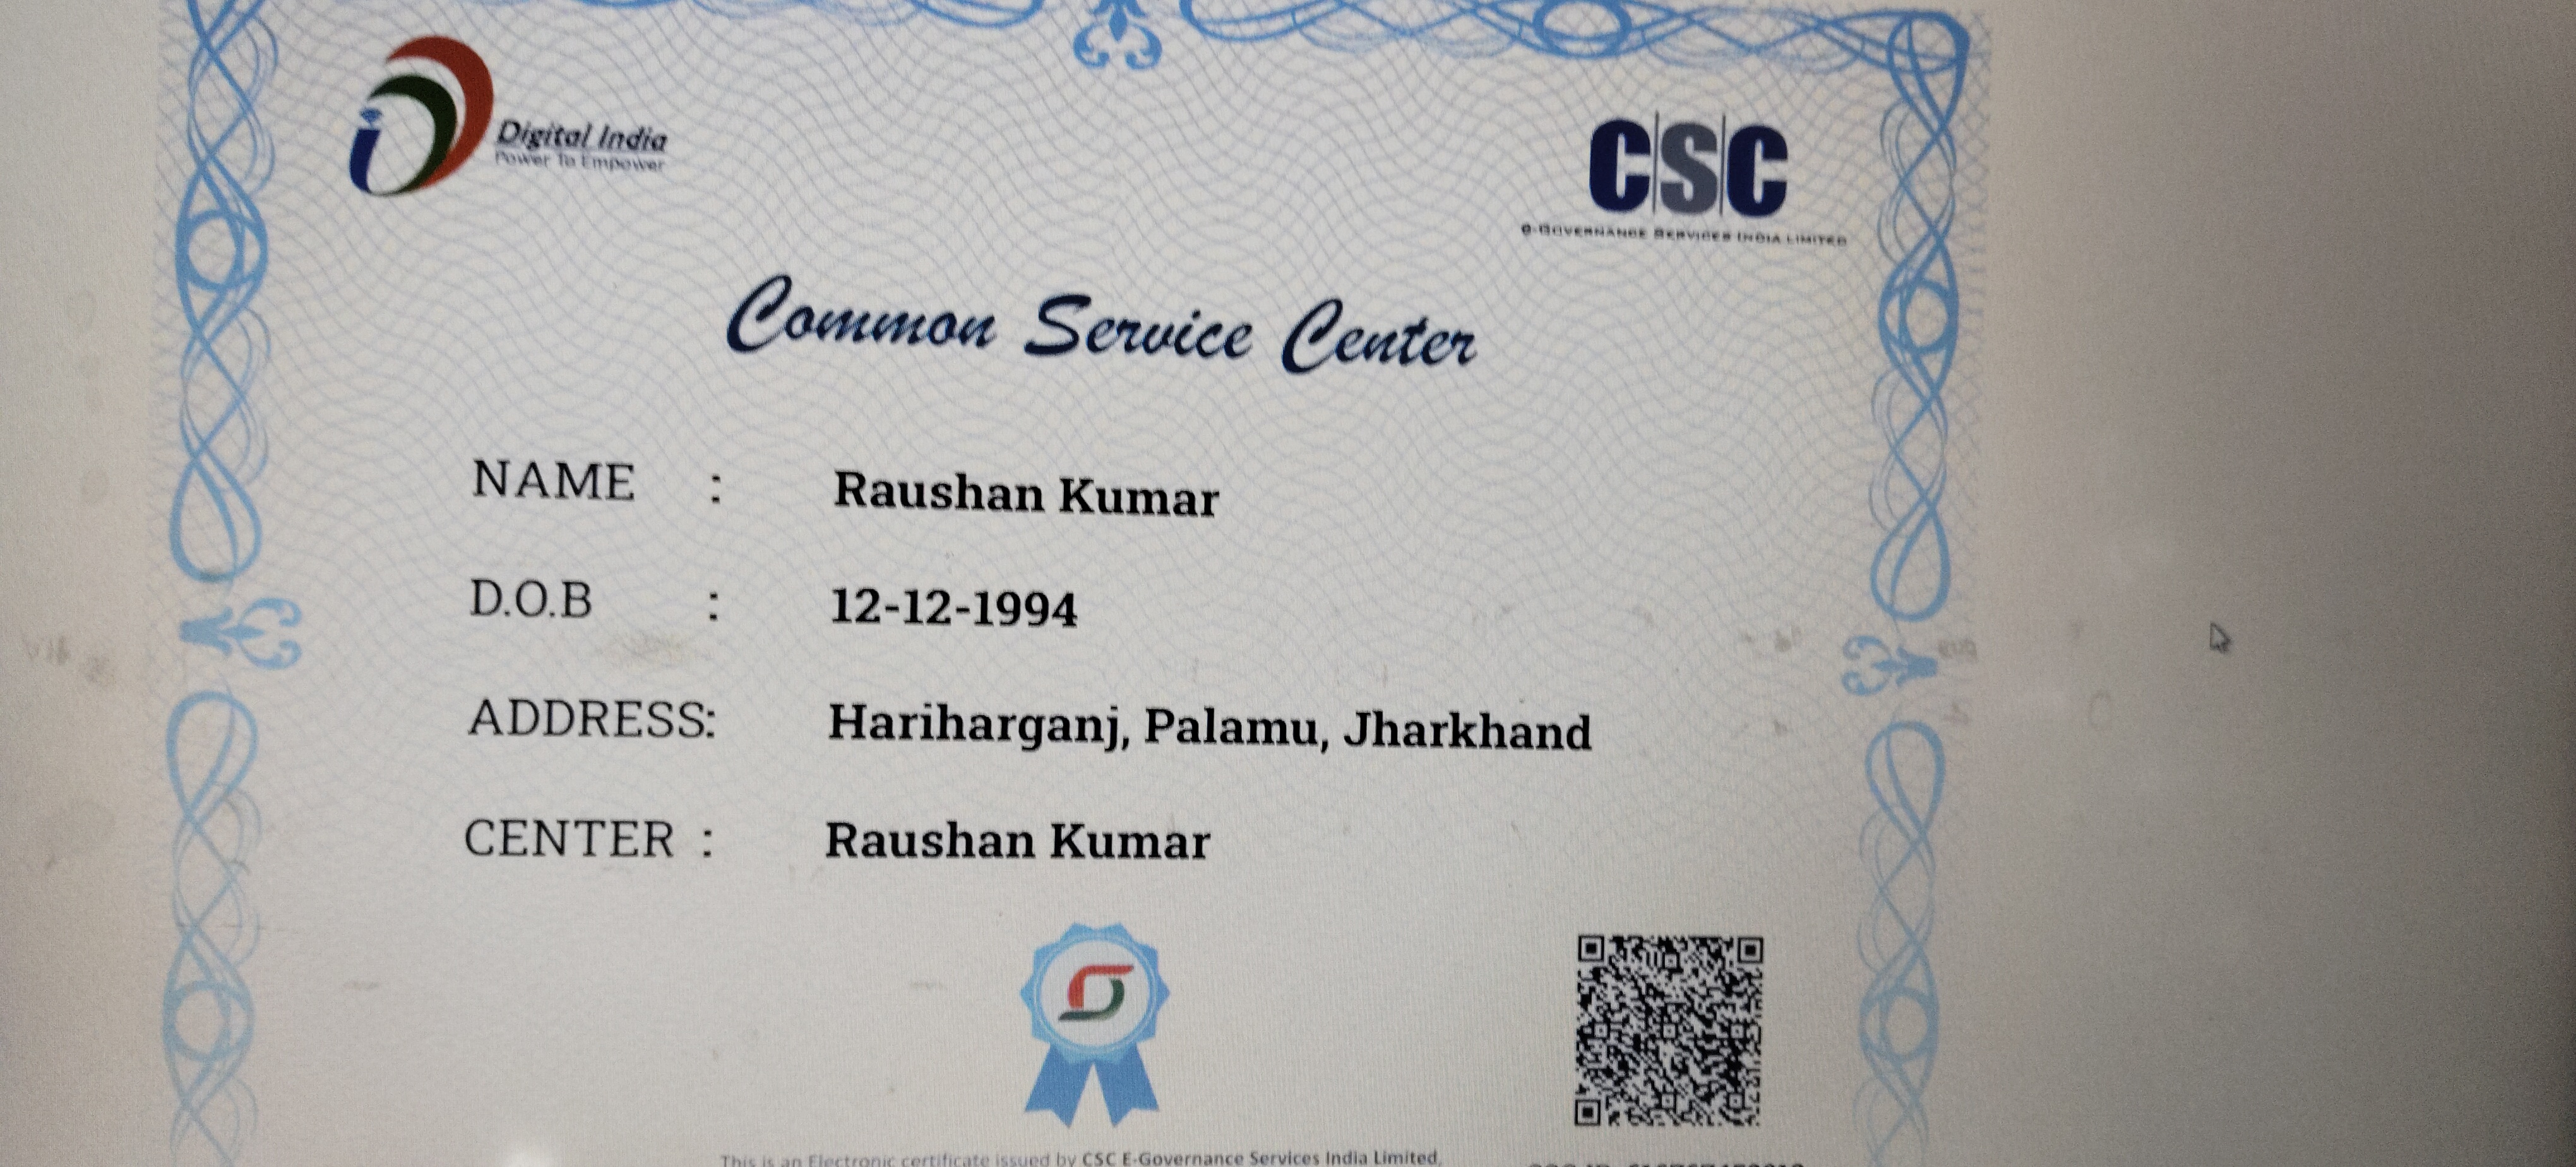 Digital India
Power To Empower
CSC
e-Governance Services India Limited
Common Service Center
NAME : Raushan Kumar
D.O.B : 12-12-1994
ADDRESS: Hariharganj, Palamu, Jharkhand
CENTER : Raushan Kumar
This is an Electronic certificate issued by CSC E-Governance Services India Limited.